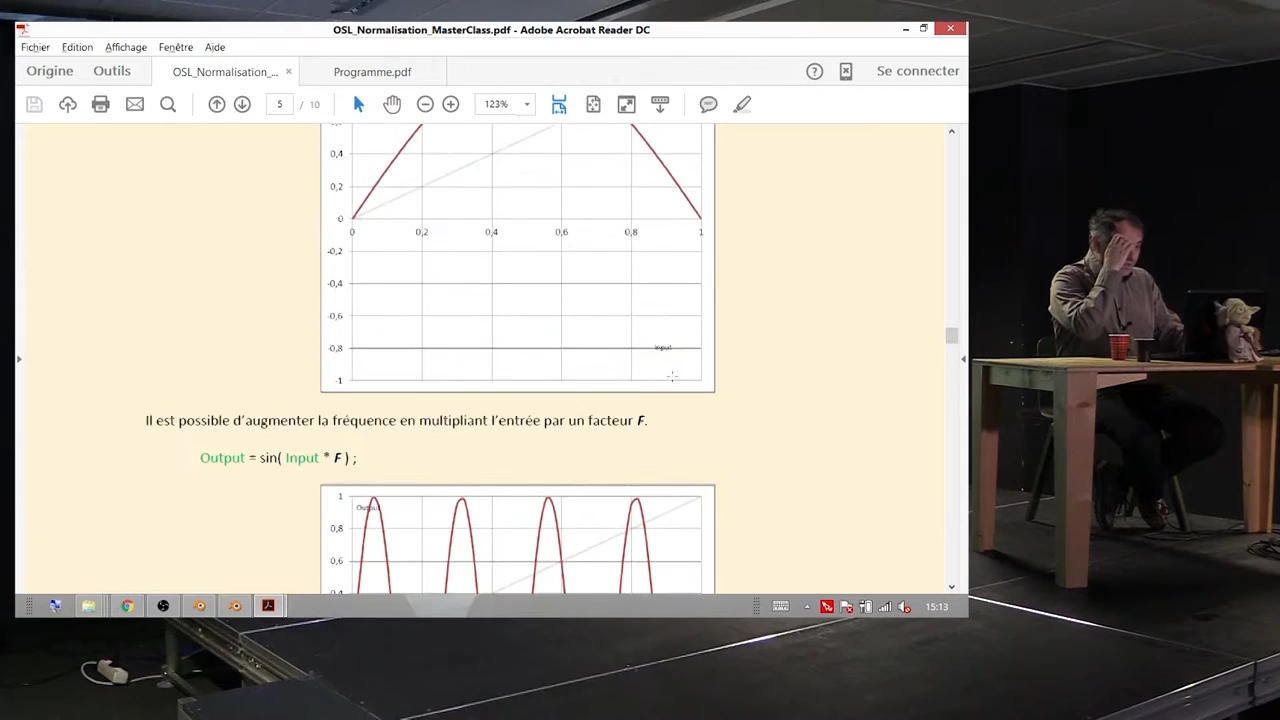 OSL_Normalisation_MasterClass.pdf - Adobe Acrobat Reader DC
Fichier Edition Affichage Fenêtre Aide
Origine Outils OSL_Normalisation_... × Programme.pdf Se connecter
5 / 10 123%
0,4
0,2
0
0 0,2 0,4 0,6 0,8 1
-0,2
-0,4
-0,6
-0,8 Input
-1
Il est possible d'augmenter la fréquence en multipliant l'entrée par un facteur F.
Output = sin( Input * F ) ;
1
Output
0,8
0,6
15:13